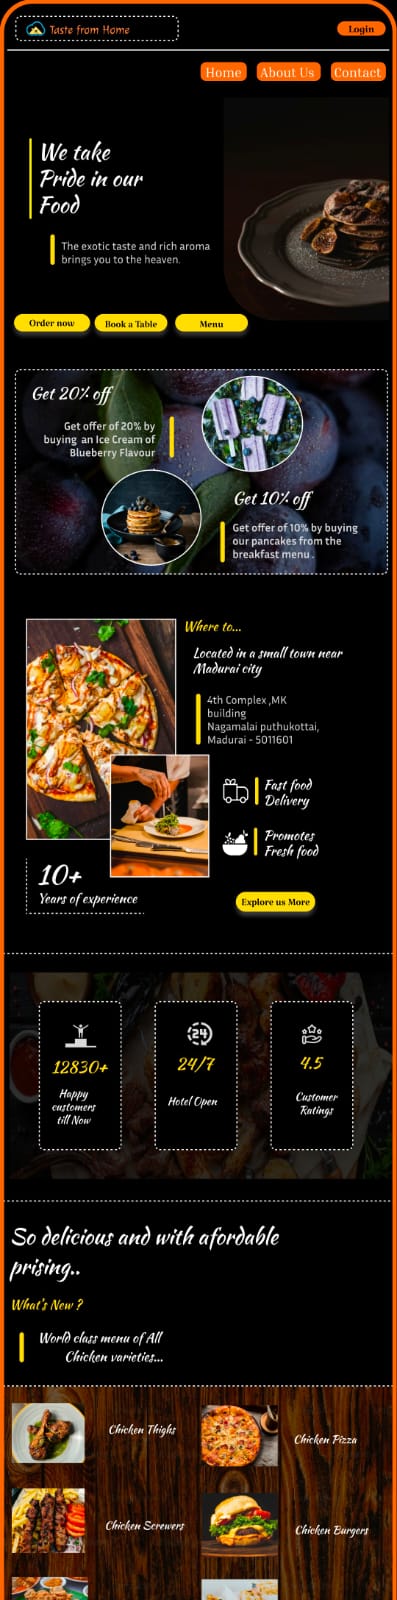 Taste from Home
Login
Home
About Us
Contact
We take
Pride in our
Food
The exotic taste and rich aroma
brings you to the heaven.
Order now
Book a Table
Menu
Get 20% off
Get offer of 20% by
buying an Ice Cream of
Blueberry Flavour
Get 10% off
Get offer of 10% by buying
our pancakes from the
breakfast menu .
Where to...
Located in a small town near
Madurai city
4th Complex ,MK
building
Nagamalai puthukottai,
Madurai - 5011601
Fast food
Delivery
Promotes
Fresh food
10+
Years of experience
Explore us More
12830+
Happy
customers
till Now
24
24/7
Hotel Open
4.5
Customer
Ratings
So delicious and with afordable
prising..
What's New ?
World class menu of All
Chicken varieties...
Chicken Thighs
Chicken Pizza
Chicken Screwers
Chicken Burgers